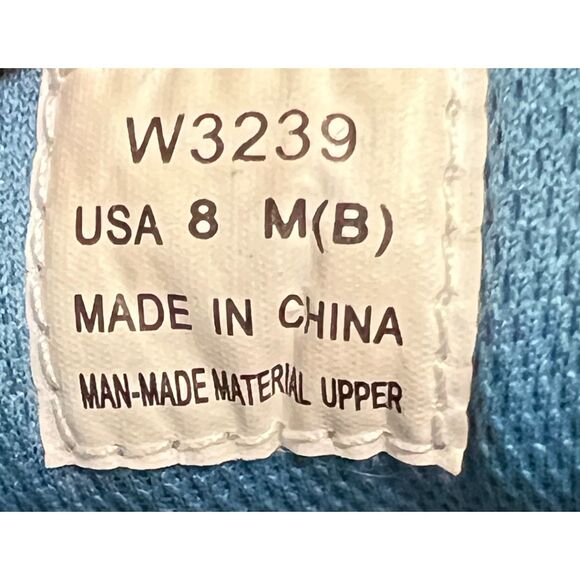 W3239
USA 8 M(B)
MADE IN CHINA
MAN-MADE MATERIAL UPPER